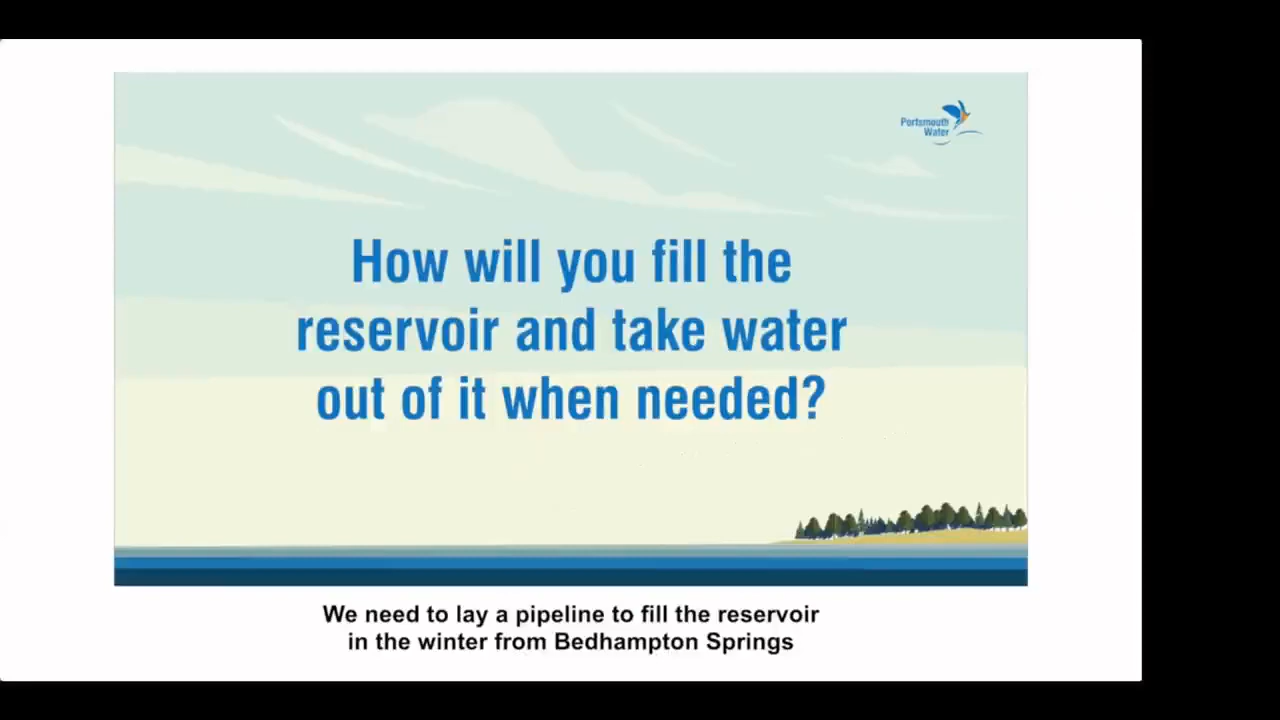 Portsmouth
Water
How will you fill the
reservoir and take water
out of it when needed?
We need to lay a pipeline to fill the reservoir
in the winter from Bedhampton Springs